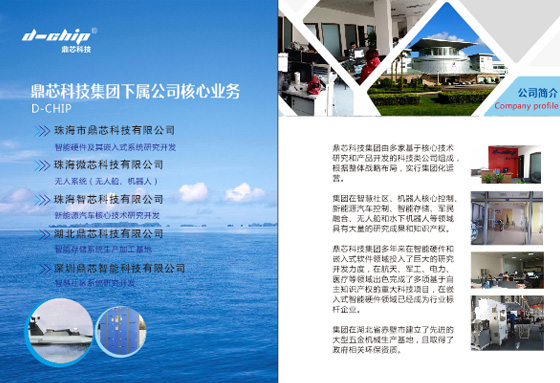 d-chip®
鼎芯科技
鼎芯科技集团下属公司核心业务
D-CHIP
珠海市鼎芯科技有限公司
智能硬件及其嵌入式系统研究开发
珠海微芯科技有限公司
无人系统（无人船、机器人）
珠海智芯科技有限公司
新能源汽车核心技术研究开发
湖北鼎芯科技有限公司
智能存储系统生产加工基地
深圳鼎芯智能科技有限公司
智慧社区系统研究开发
公司简介
Company profile
鼎芯科技集团由多家基于核心技术
研究和产品开发的科技类公司组成，
根据整体战略布局，实行集团化运
营。
集团在智慧社区、机器人核心控制、
新能源汽车控制、智能存储、军民
融合、无人船和水下机器人等领域
具有大量的研究成果和知识产权。
鼎芯科技集团多年来在智能硬件和
嵌入式软件领域投入了巨大的研究
开发力度，在航天、军工、电力、
医疗等领域出色完成了多项基于自
主知识产权的重大科技项目，在嵌
入式智能硬件领域已经成为行业标
杆企业。
集团在湖北省赤壁市建立了先进的
大型五金机械生产基地，且取得了
政府相关环保资质。